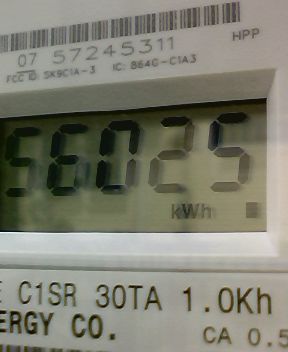 07 57245311
HPP
FCC ID: SK9C1A-3 IC: 864G-C1A3
56025
kWh
C1SR 30TA 1.0Kh
ERGY CO.
CA 0.5